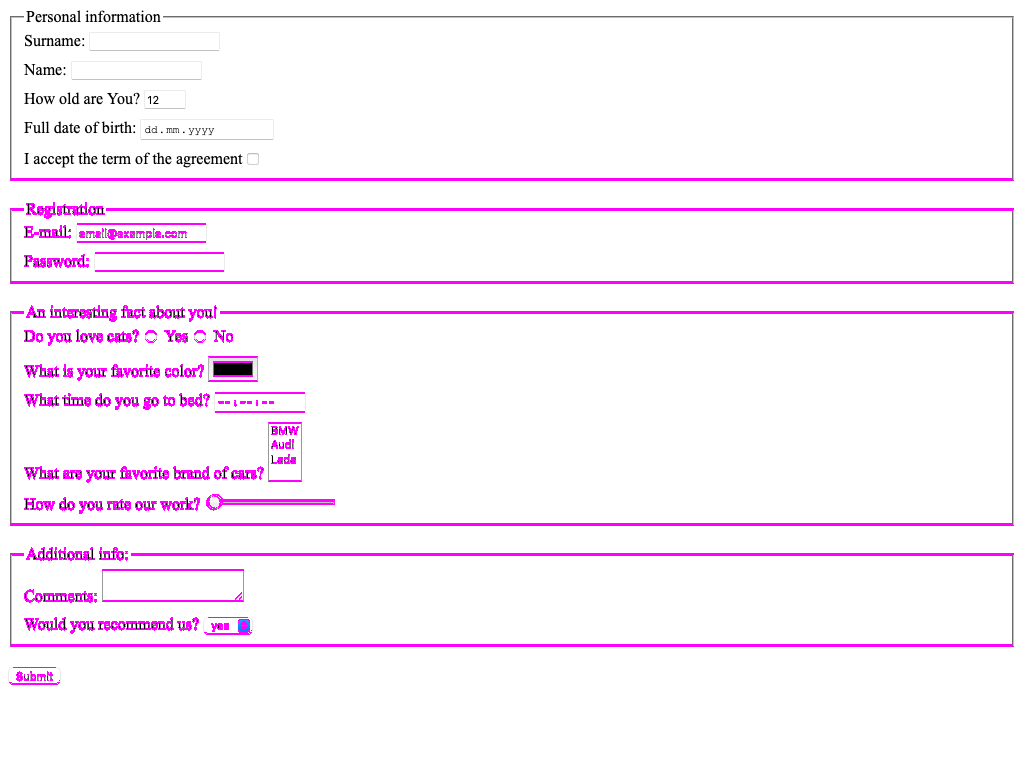 Personal information
Surname:
Name:
How old are You? 12
Full date of birth: dd.mm.yyyy
I accept the term of the agreement
Registration
E-mail: email@example.com
Password:
An interesting fact about you!
Do you love cats? Yes No
What is your favorite color?
What time do you go to bed? --:--:--
BMW
Audi
Lada
What are your favorite brand of cars?
How do you rate our work?
Additional info:
Comments:
Would you recommend us? yes
Submit